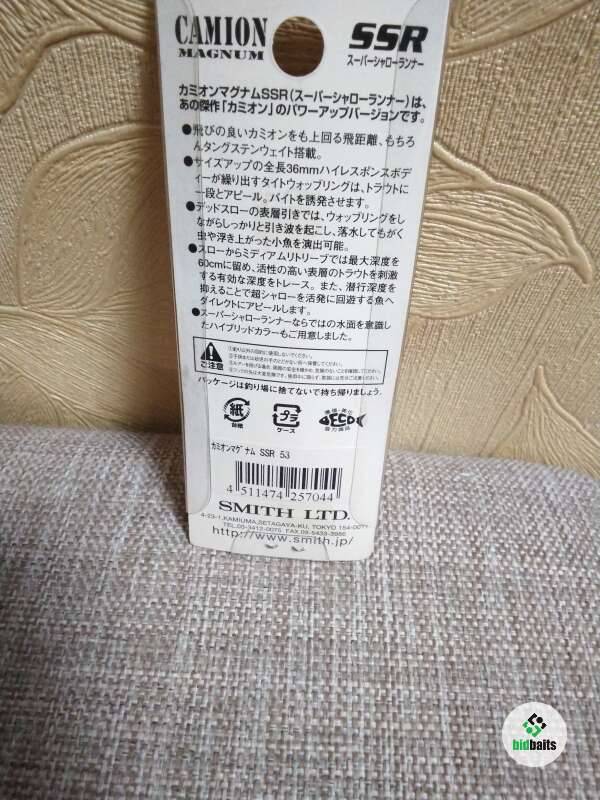 CAMION
MAGNUM
SSR
スーパーシャローランナー
カミオンマグナムSSR（スーパーシャローランナー）は、
あの傑作「カミオン」のパワーアップバージョンです。
●飛びの良いカミオンをも上回る飛距離、もちろ
んタングステンウェイト搭載。
●サイズアップの全長36mmハイレスポンスボデ
ィーが繰り出すタイトウォッブリングは、トラウトに
一段とアピール。バイトを誘発させます。
●デッドスローの表層引きでは、ウォッブリングをし
ながらしっかりと引き波を起こし、落水してもがく
虫や浮き上がった小魚を演出可能。
●スローからミディアムリトリーブでは最大深度を
60cmに留め、活性の高い表層のトラウトを刺激
する有効な深度をトレース。また、潜行深度を
抑えることで超シャローを活発に回遊する魚へ
ダイレクトにアピールします。
●スーパーシャローランナーならではの水面を意識し
たハイブリッドカラーもご用意しました。
ご注意
パッケージは釣り場に捨てないで持ち帰りましょう。
紙
台紙
プラ
ケース
ECO
カミオンマグナム SSR 53
4 511474 257044
SMITH LTD.
4-23-1,KAMIUMA,SETAGAYA-KU, TOKYO 154-0011
TEL.03-3412-0075 FAX.03-5433-3986
http://www.smith.jp/
bidbaits